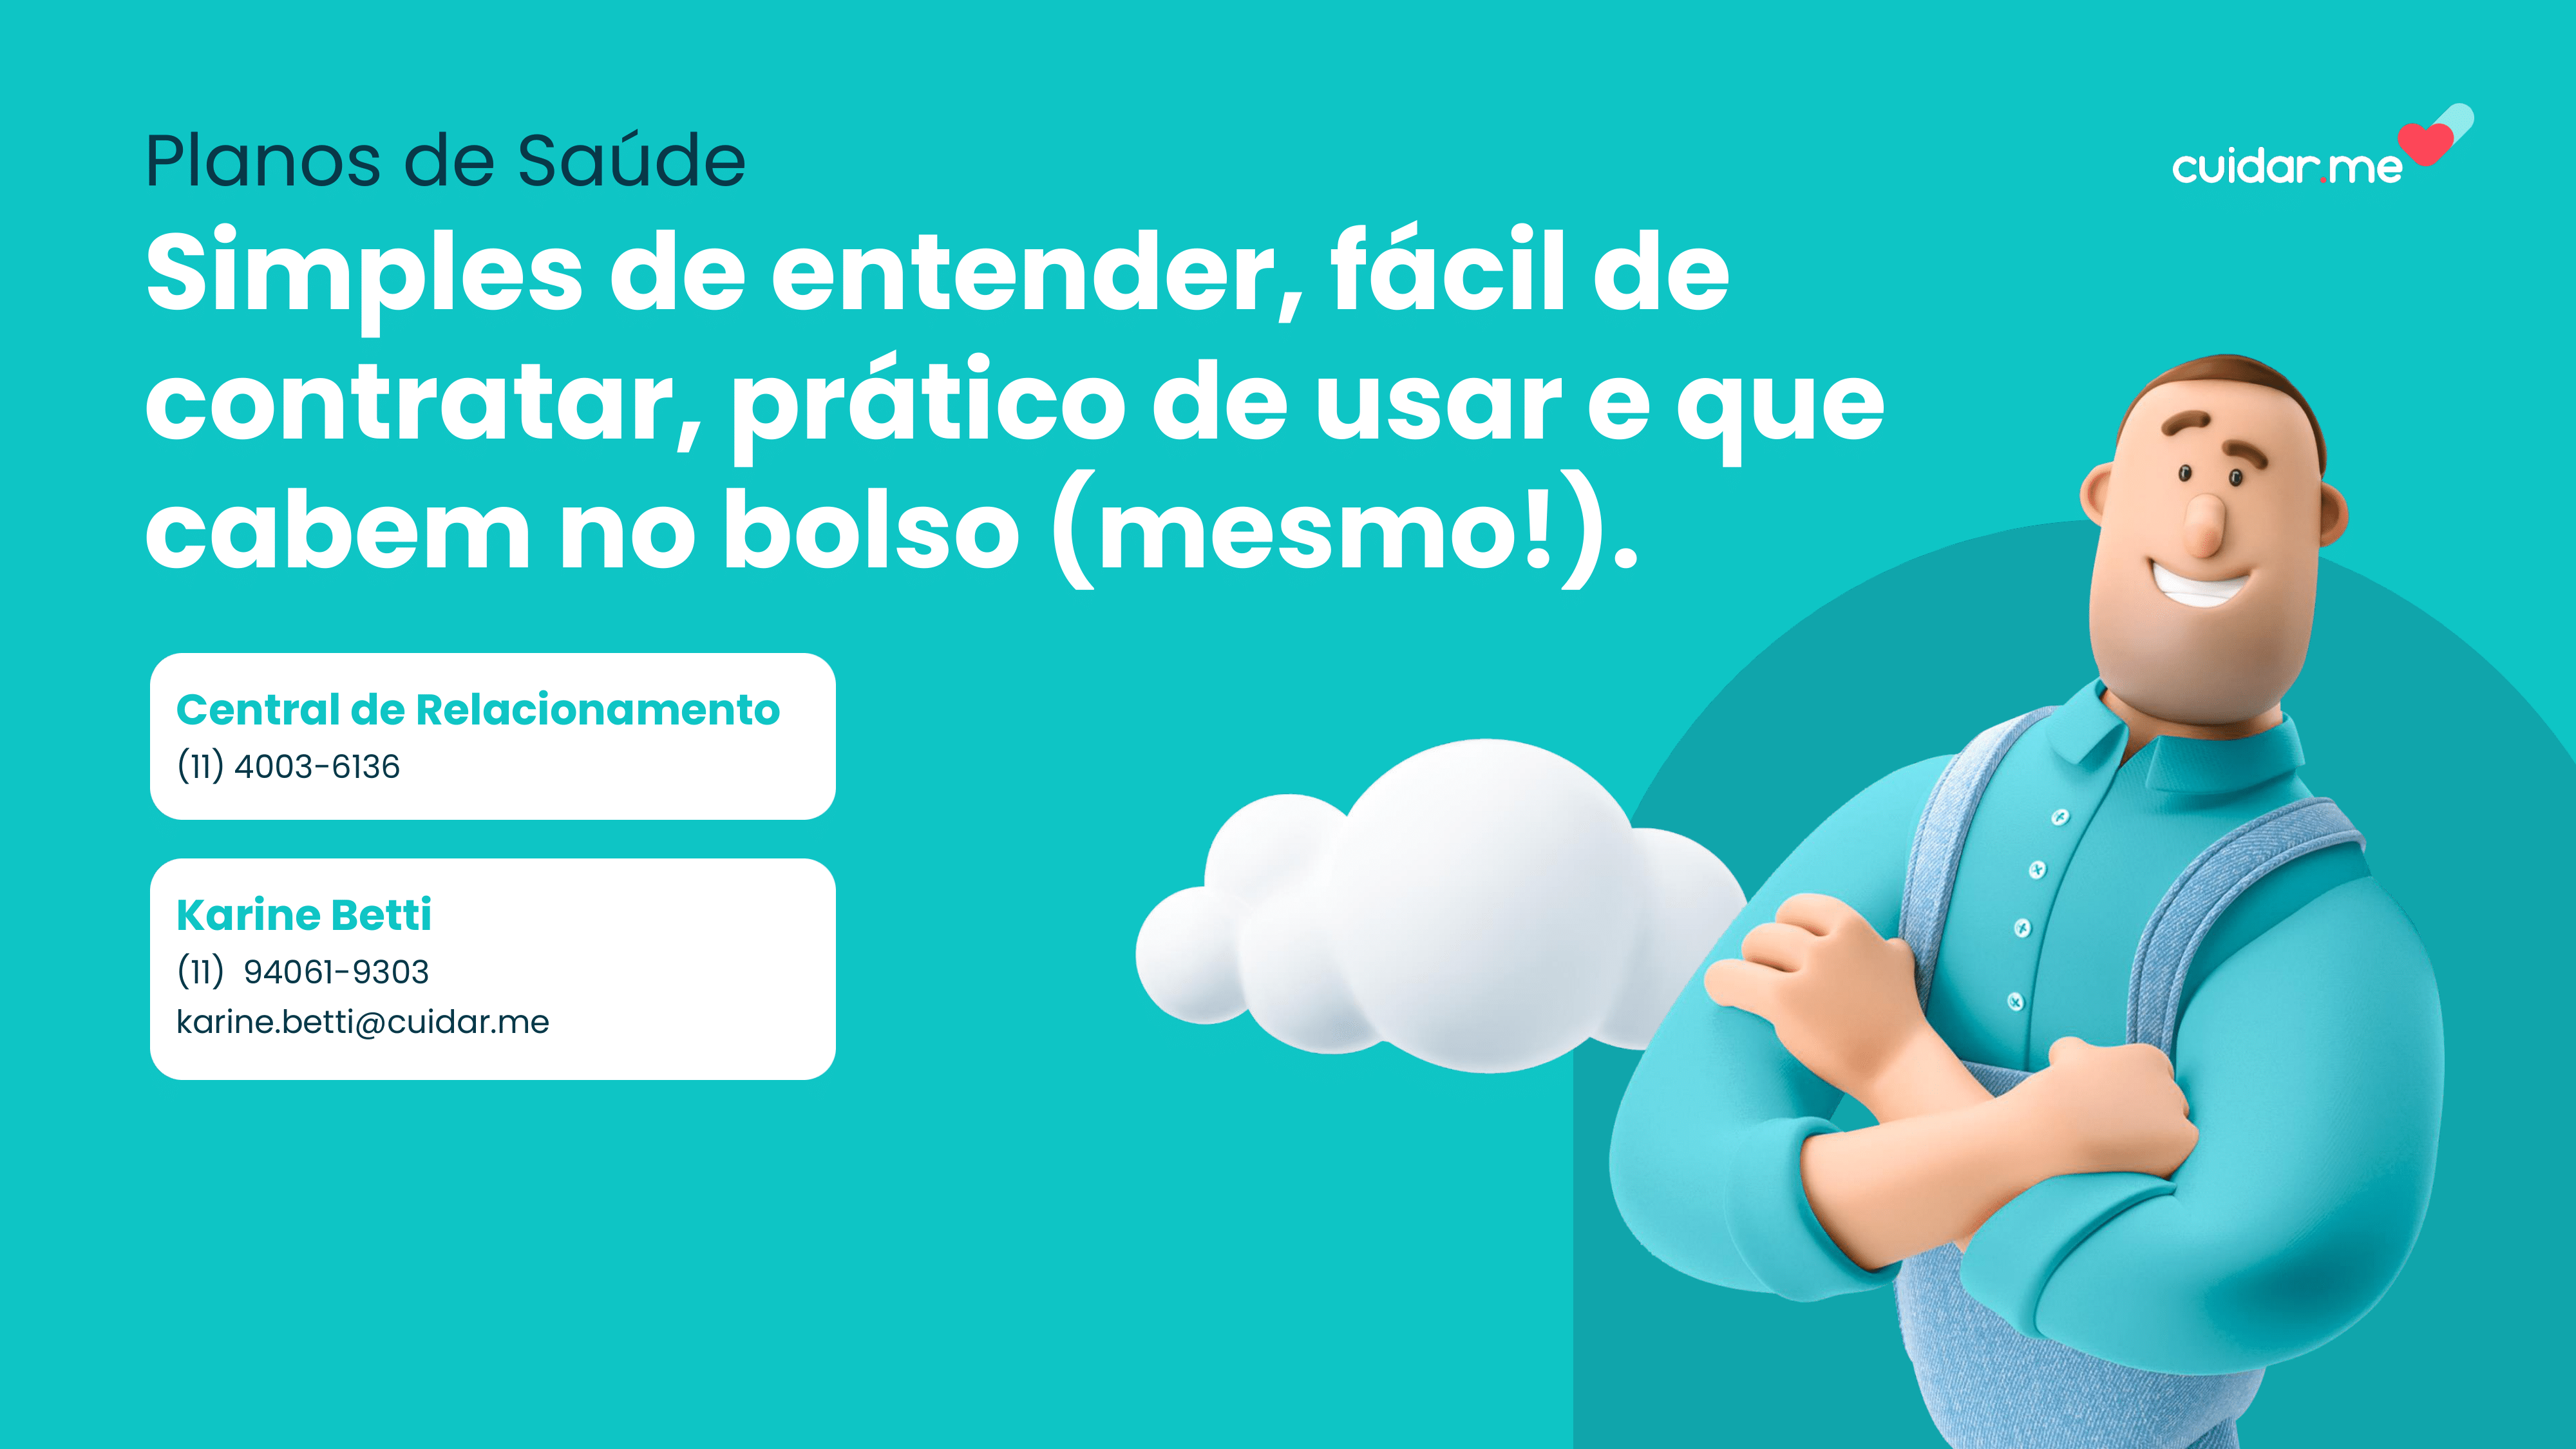 Planos de Saúde
cuidar.me
Simples de entender, fácil de
contratar, prático de usar e que
cabem no bolso (mesmo!).
Central de Relacionamento
(11) 4003-6136
Karine Betti
(11)  94061-9303
karine.betti@cuidar.me